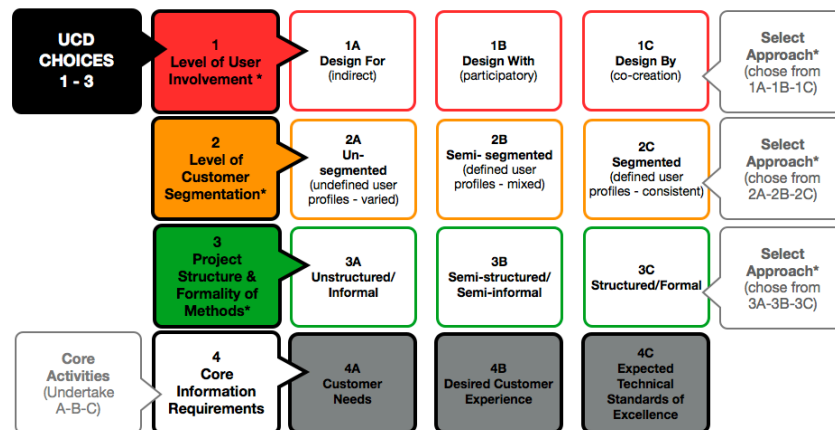 UCD
CHOICES
1 - 3
1
Level of User
Involvement *
1A
Design For
(indirect)
1B
Design With
(participatory)
1C
Design By
(co-creation)
Select
Approach*
(chose from
1A-1B-1C)
2
Level of
Customer
Segmentation*
2A
Un-
segmented
(undefined user
profiles - varied)
2B
Semi- segmented
(defined user
profiles - mixed)
2C
Segmented
(defined user
profiles - consistent)
Select
Approach*
(chose from
2A-2B-2C)
3
Project
Structure &
Formality of
Methods*
3A
Unstructured/
Informal
3B
Semi-structured/
Semi-informal
3C
Structured/Formal
Select
Approach*
(chose from
3A-3B-3C)
Core
Activities
(Undertake
A-B-C)
4
Core
Information
Requirements
4A
Customer
Needs
4B
Desired Customer
Experience
4C
Expected
Technical
Standards of
Excellence